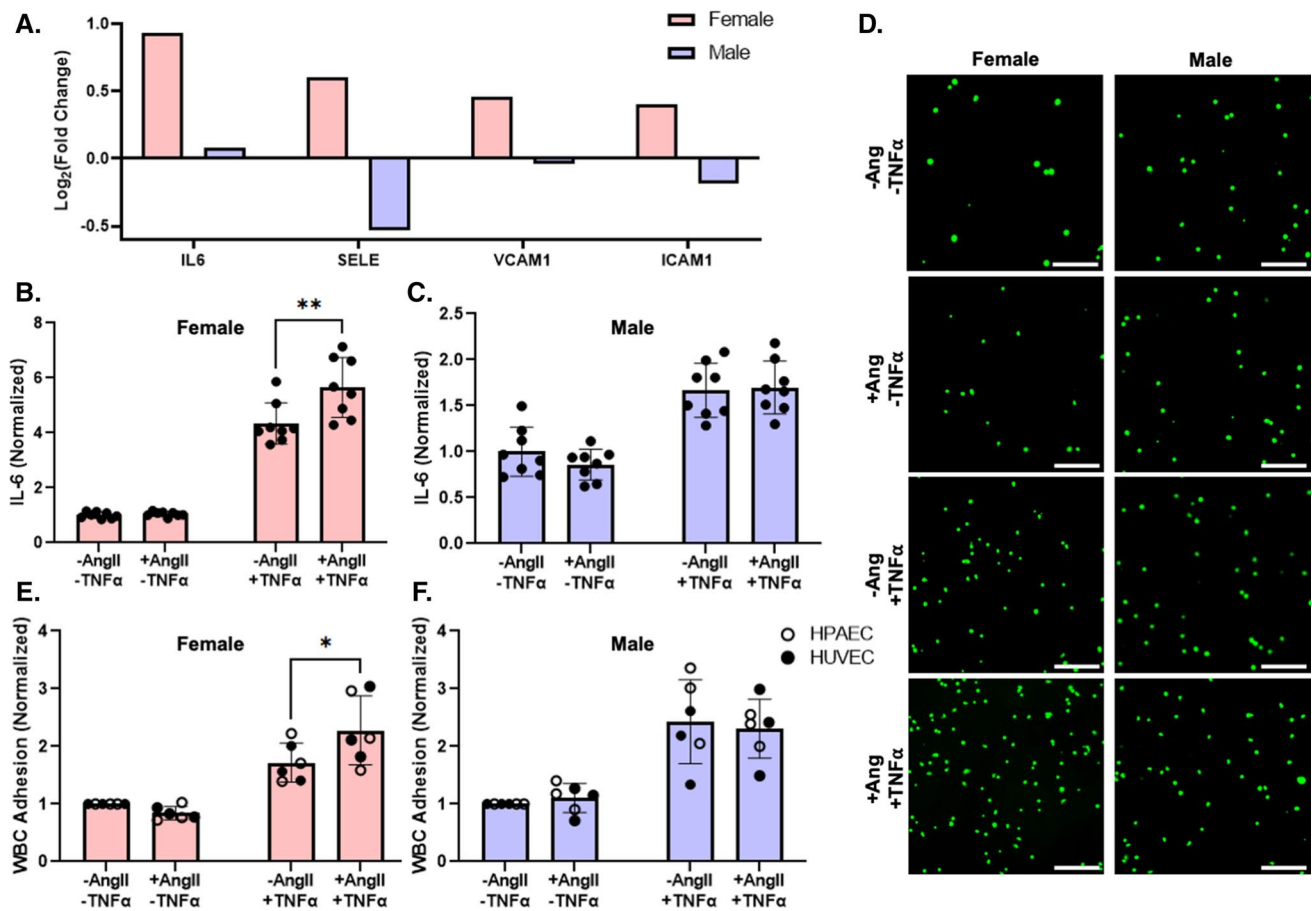 A.
1.0
0.5
0.0
-0.5
Log2(Fold Change)
Female
Male
IL6 SELE VCAM1 ICAM1
B.
Female
**
8
6
4
2
0
IL-6 (Normalized)
-AngII +AngII -AngII +AngII
-TNFα -TNFα +TNFα +TNFα
C.
Male
2.5
2.0
1.5
1.0
0.5
0.0
IL-6 (Normalized)
-AngII +AngII -AngII +AngII
-TNFα -TNFα +TNFα +TNFα
D.
Female Male
-Ang
-TNFα
+Ang
-TNFα
-Ang
+TNFα
+Ang
+TNFα
E.
Female
*
4
3
2
1
0
WBC Adhesion (Normalized)
-AngII +AngII -AngII +AngII
-TNFα -TNFα +TNFα +TNFα
F.
Male
HPAEC
HUVEC
4
3
2
1
0
WBC Adhesion (Normalized)
-AngII +AngII -AngII +AngII
-TNFα -TNFα +TNFα +TNFα